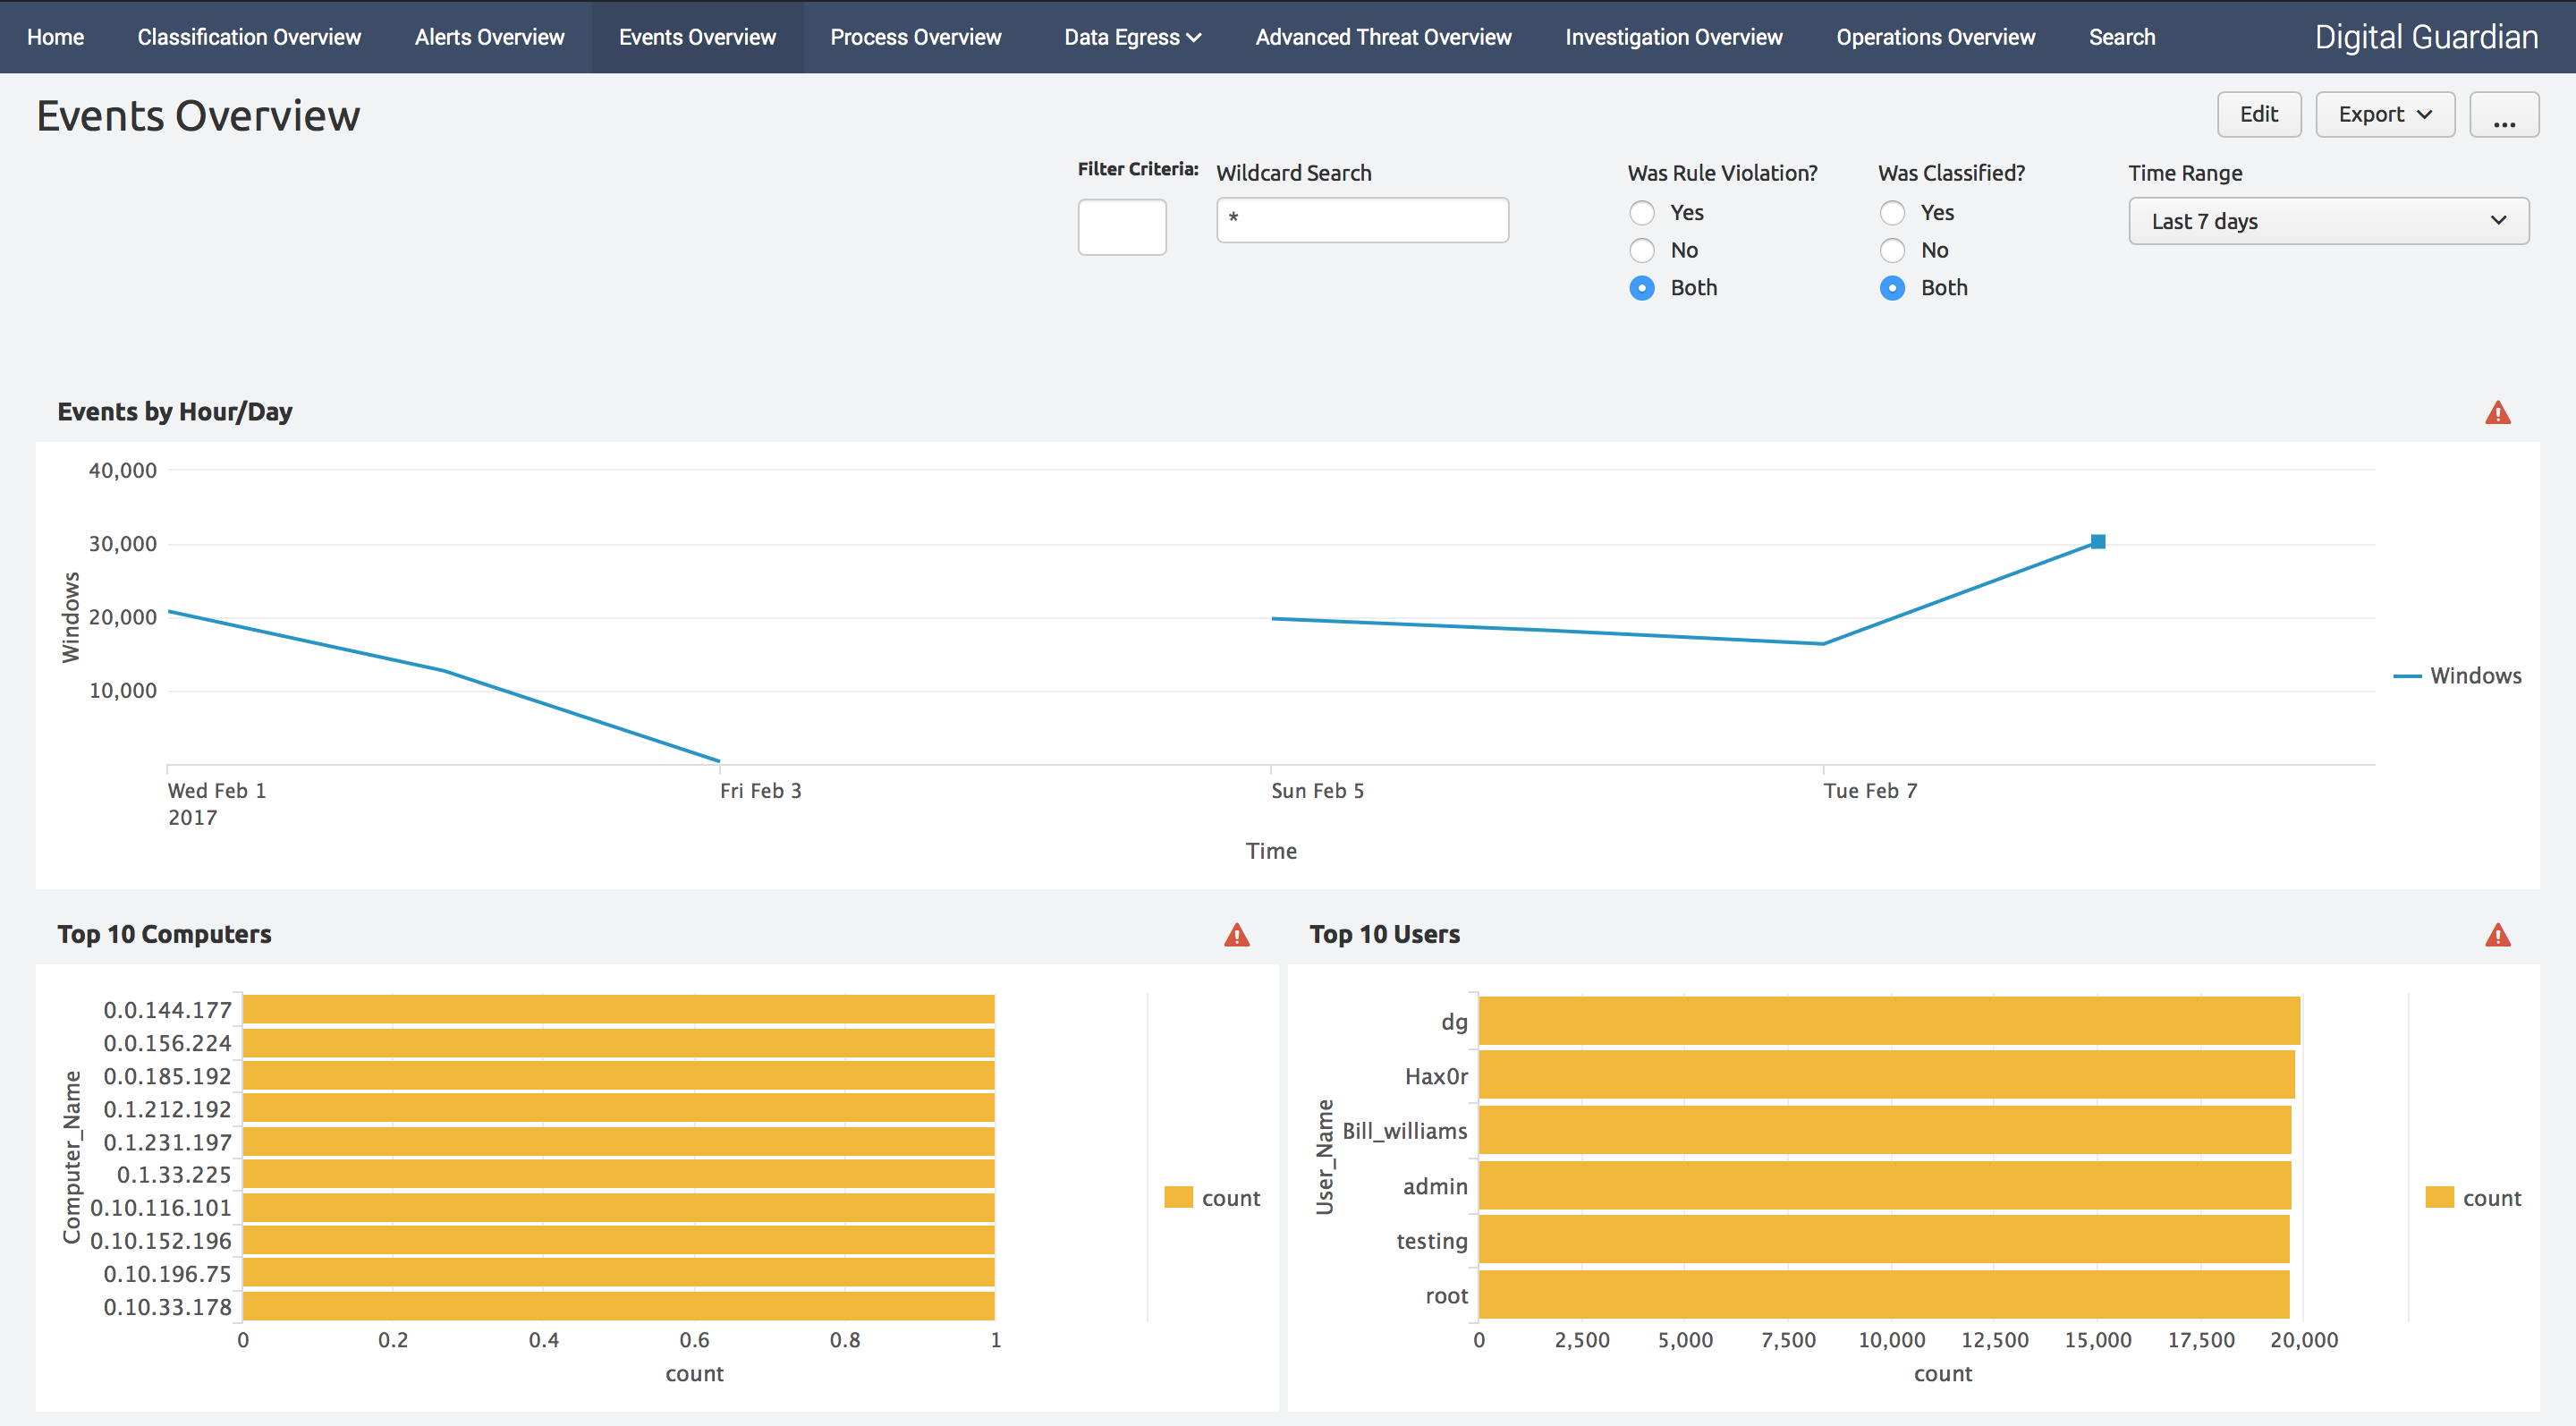 Home Classification Overview Alerts Overview Events Overview Process Overview Data Egress Advanced Threat Overview Investigation Overview Operations Overview Search Digital Guardian
Events Overview
Edit Export ...
Filter Criteria: Wildcard Search Was Rule Violation? Was Classified? Time Range
* Yes Yes Last 7 days
No No
Both Both
Events by Hour/Day
40,000
30,000
20,000
10,000
Windows
Windows
Wed Feb 1 Fri Feb 3 Sun Feb 5 Tue Feb 7
2017
Time
Top 10 Computers
Computer_Name
0.0.144.177
0.0.156.224
0.0.185.192
0.1.212.192
0.1.231.197
0.1.33.225
0.10.116.101
0.10.152.196
0.10.196.75
0.10.33.178
0 0.2 0.4 0.6 0.8 1
count
count
Top 10 Users
User_Name
dg
Hax0r
Bill_williams
admin
testing
root
0 2,500 5,000 7,500 10,000 12,500 15,000 17,500 20,000
count
count